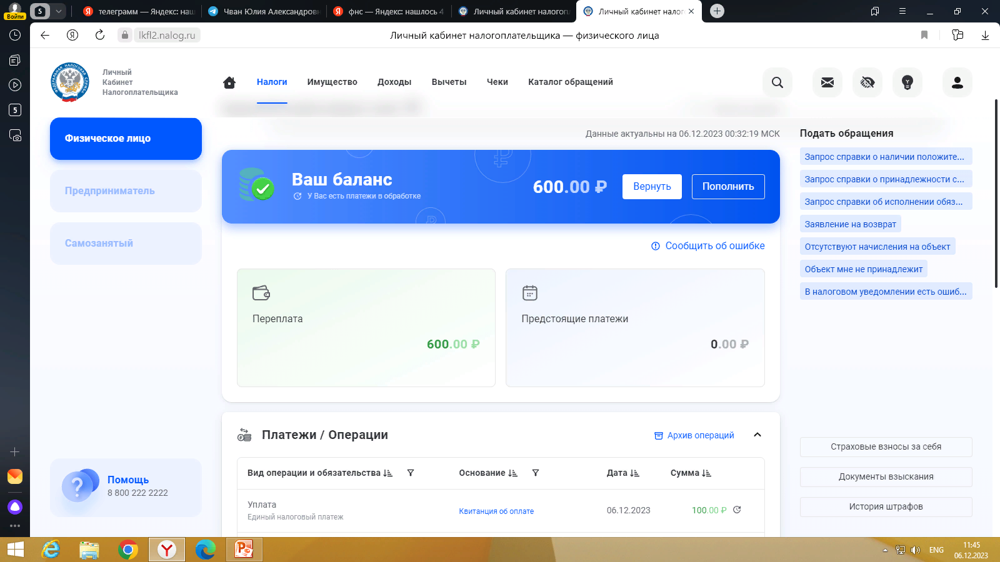 5
телеграмм — Яндекс: наш
Чван Юлия Александровн
фнс — Яндекс: нашлось 4
Личный кабинет налогопл
Личный кабинет налог
Войти
lkfl2.nalog.ru
Личный кабинет налогоплательщика — физического лица
5
Личный
Кабинет
Налогоплательщика
Налоги
Имущество
Доходы
Вычеты
Чеки
Каталог обращений
Физическое лицо
Предприниматель
Самозанятый
Данные актуальны на 06.12.2023 00:32:19 МСК
Ваш баланс
У Вас есть платежи в обработке
600.00 ₽
Вернуть
Пополнить
Сообщить об ошибке
Переплата
600.00 ₽
Предстоящие платежи
0.00 ₽
Подать обращения
Запрос справки о наличии положите...
Запрос справки о принадлежности с...
Запрос справки об исполнении обяз...
Заявление на возврат
Отсутствуют начисления на объект
Объект мне не принадлежит
В налоговом уведомлении есть ошиб...
Платежи / Операции
Архив операций
Вид операции и обязательства
Основание
Дата
Сумма
Уплата
Единый налоговый платеж
Квитанция об оплате
06.12.2023
100.00 ₽
Страховые взносы за себя
Документы взыскания
История штрафов
Помощь
8 800 222 2222
ENG
11:45
06.12.2023